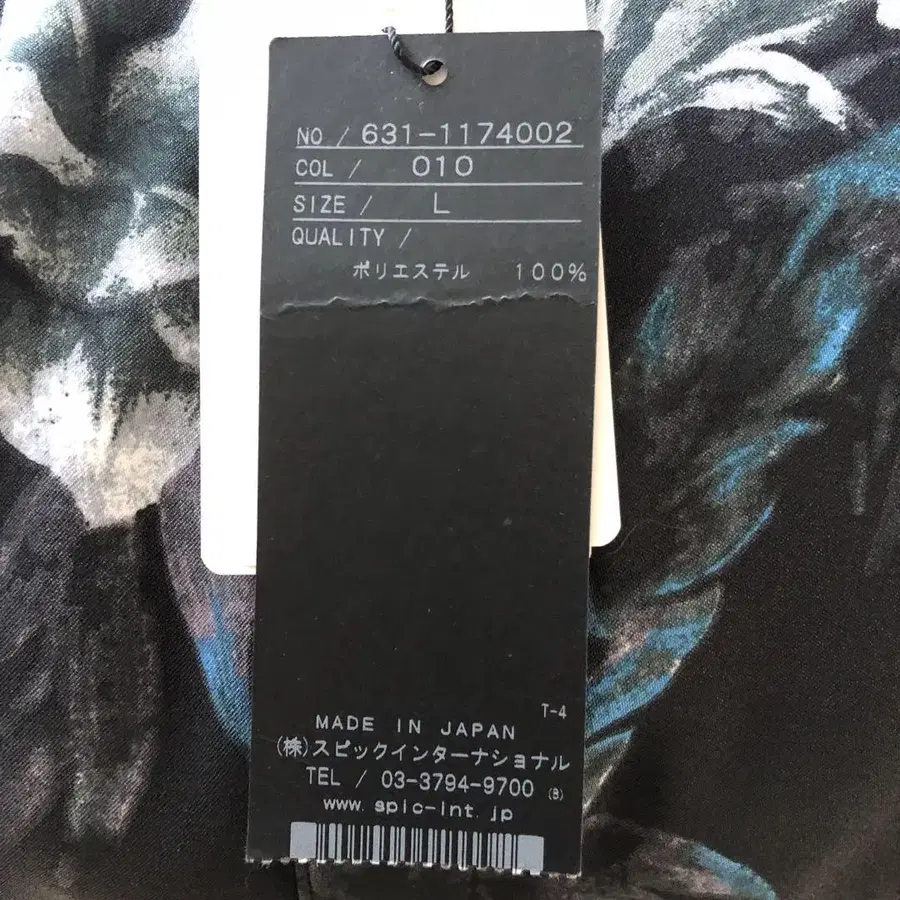 NO / 631-1174002
COL / 010
SIZE / L
QUALITY /
ポリエステル 100%
T-4
MADE IN JAPAN
(株)スピックインターナショナル
TEL / 03-3794-9700 (8)
www.spic-int.jp